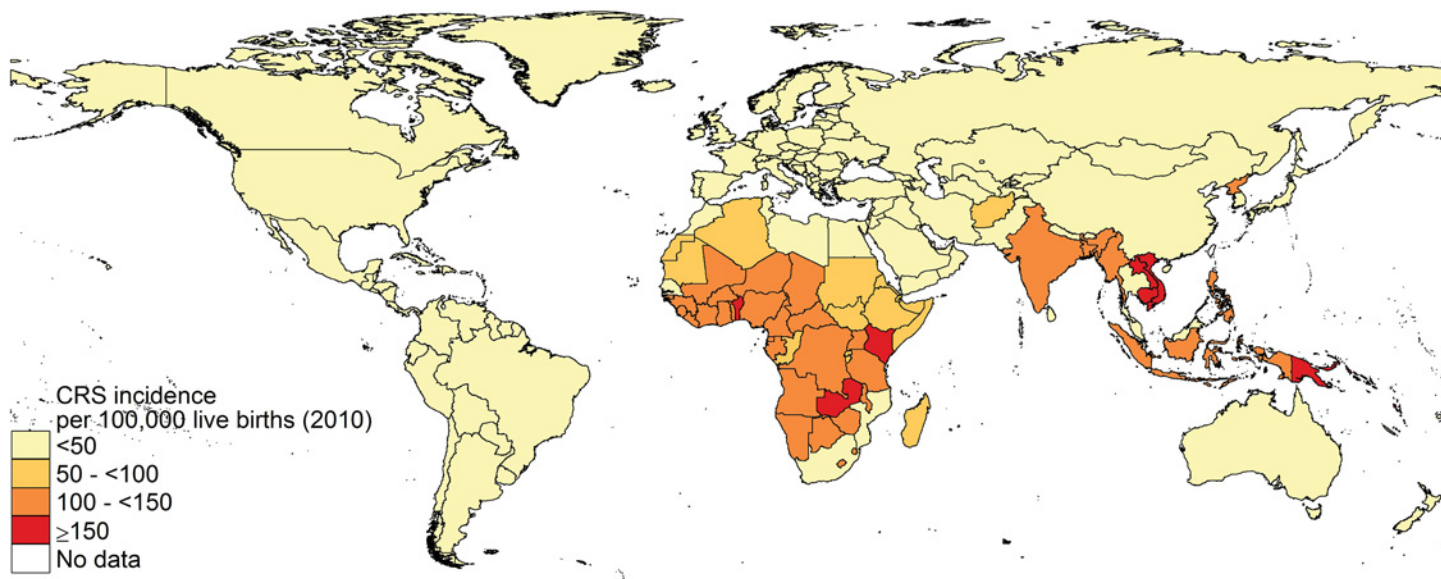 CRS incidence
per 100,000 live births (2010)
<50
50 - <100
100 - <150
≥150
No data